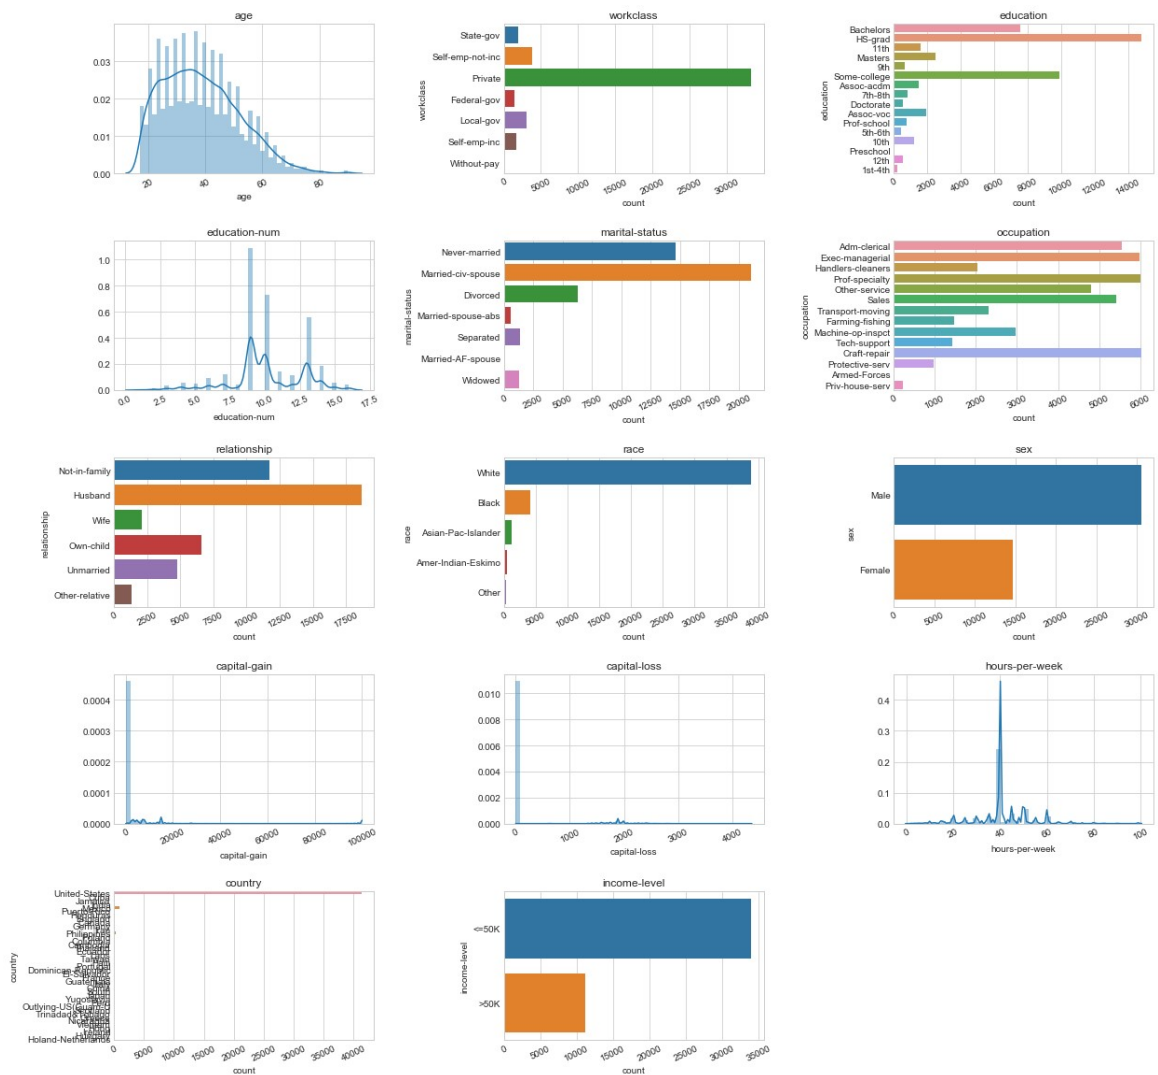 age
0.03
0.02
0.01
0.00
20
40
60
80
age
workclass
workclass
State-gov
Self-emp-not-inc
Private
Federal-gov
Local-gov
Self-emp-inc
Without-pay
0
5000
10000
15000
20000
25000
30000
count
education
education
Bachelors
HS-grad
11th
Masters
9th
Some-college
Assoc-acdm
7th-8th
Doctorate
Assoc-voc
Prof-school
5th-6th
10th
Preschool
12th
1st-4th
0
2000
4000
6000
8000
10000
12000
14000
count
education-num
1.0
0.8
0.6
0.4
0.2
0.0
0.0
2.5
5.0
7.5
10.0
12.5
15.0
17.5
education-num
marital-status
marital-status
Never-married
Married-civ-spouse
Divorced
Married-spouse-abs
Separated
Married-AF-spouse
Widowed
0
2500
5000
7500
10000
12500
15000
17500
20000
count
occupation
occupation
Adm-clerical
Exec-managerial
Handlers-cleaners
Prof-specialty
Other-service
Sales
Transport-moving
Farming-fishing
Machine-op-inspct
Tech-support
Craft-repair
Protective-serv
Armed-Forces
Priv-house-serv
0
1000
2000
3000
4000
5000
6000
count
relationship
relationship
Not-in-family
Husband
Wife
Own-child
Unmarried
Other-relative
0
2500
5000
7500
10000
12500
15000
17500
count
race
race
White
Black
Asian-Pac-Islander
Amer-Indian-Eskimo
Other
0
5000
10000
15000
20000
25000
30000
35000
40000
count
sex
sex
Male
Female
0
5000
10000
15000
20000
25000
30000
count
capital-gain
0.0004
0.0003
0.0002
0.0001
0.0000
0
20000
40000
60000
80000
100000
capital-gain
capital-loss
0.010
0.008
0.006
0.004
0.002
0.000
0
1000
2000
3000
4000
capital-loss
hours-per-week
0.4
0.3
0.2
0.1
0.0
0
20
40
60
80
100
hours-per-week
country
country
United-States
Jamaica
Mexico
Canada
Germany
Philippines
Cambodia
Ecuador
Taiwan
Portugal
Dominican-Republic
El-Salvador
Guatemala
Yugoslavia
Holand-Netherlands
0
5000
10000
15000
20000
25000
30000
35000
40000
count
income-level
income-level
<=50K
>50K
0
5000
10000
15000
20000
25000
30000
35000
count